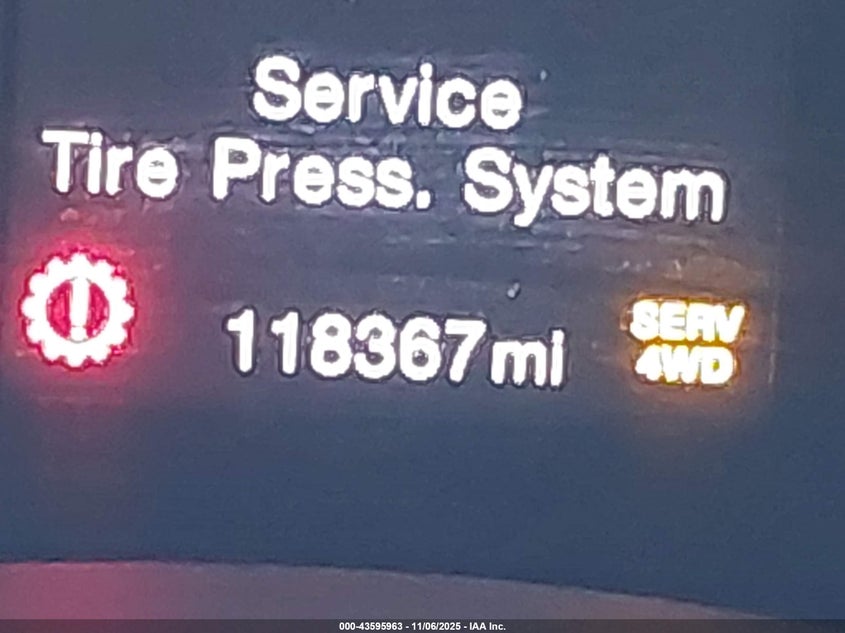 Service
Tire Press. System
!
118367mi
SERV
4WD
000-43595963 - 11/06/2025 - IAA Inc.